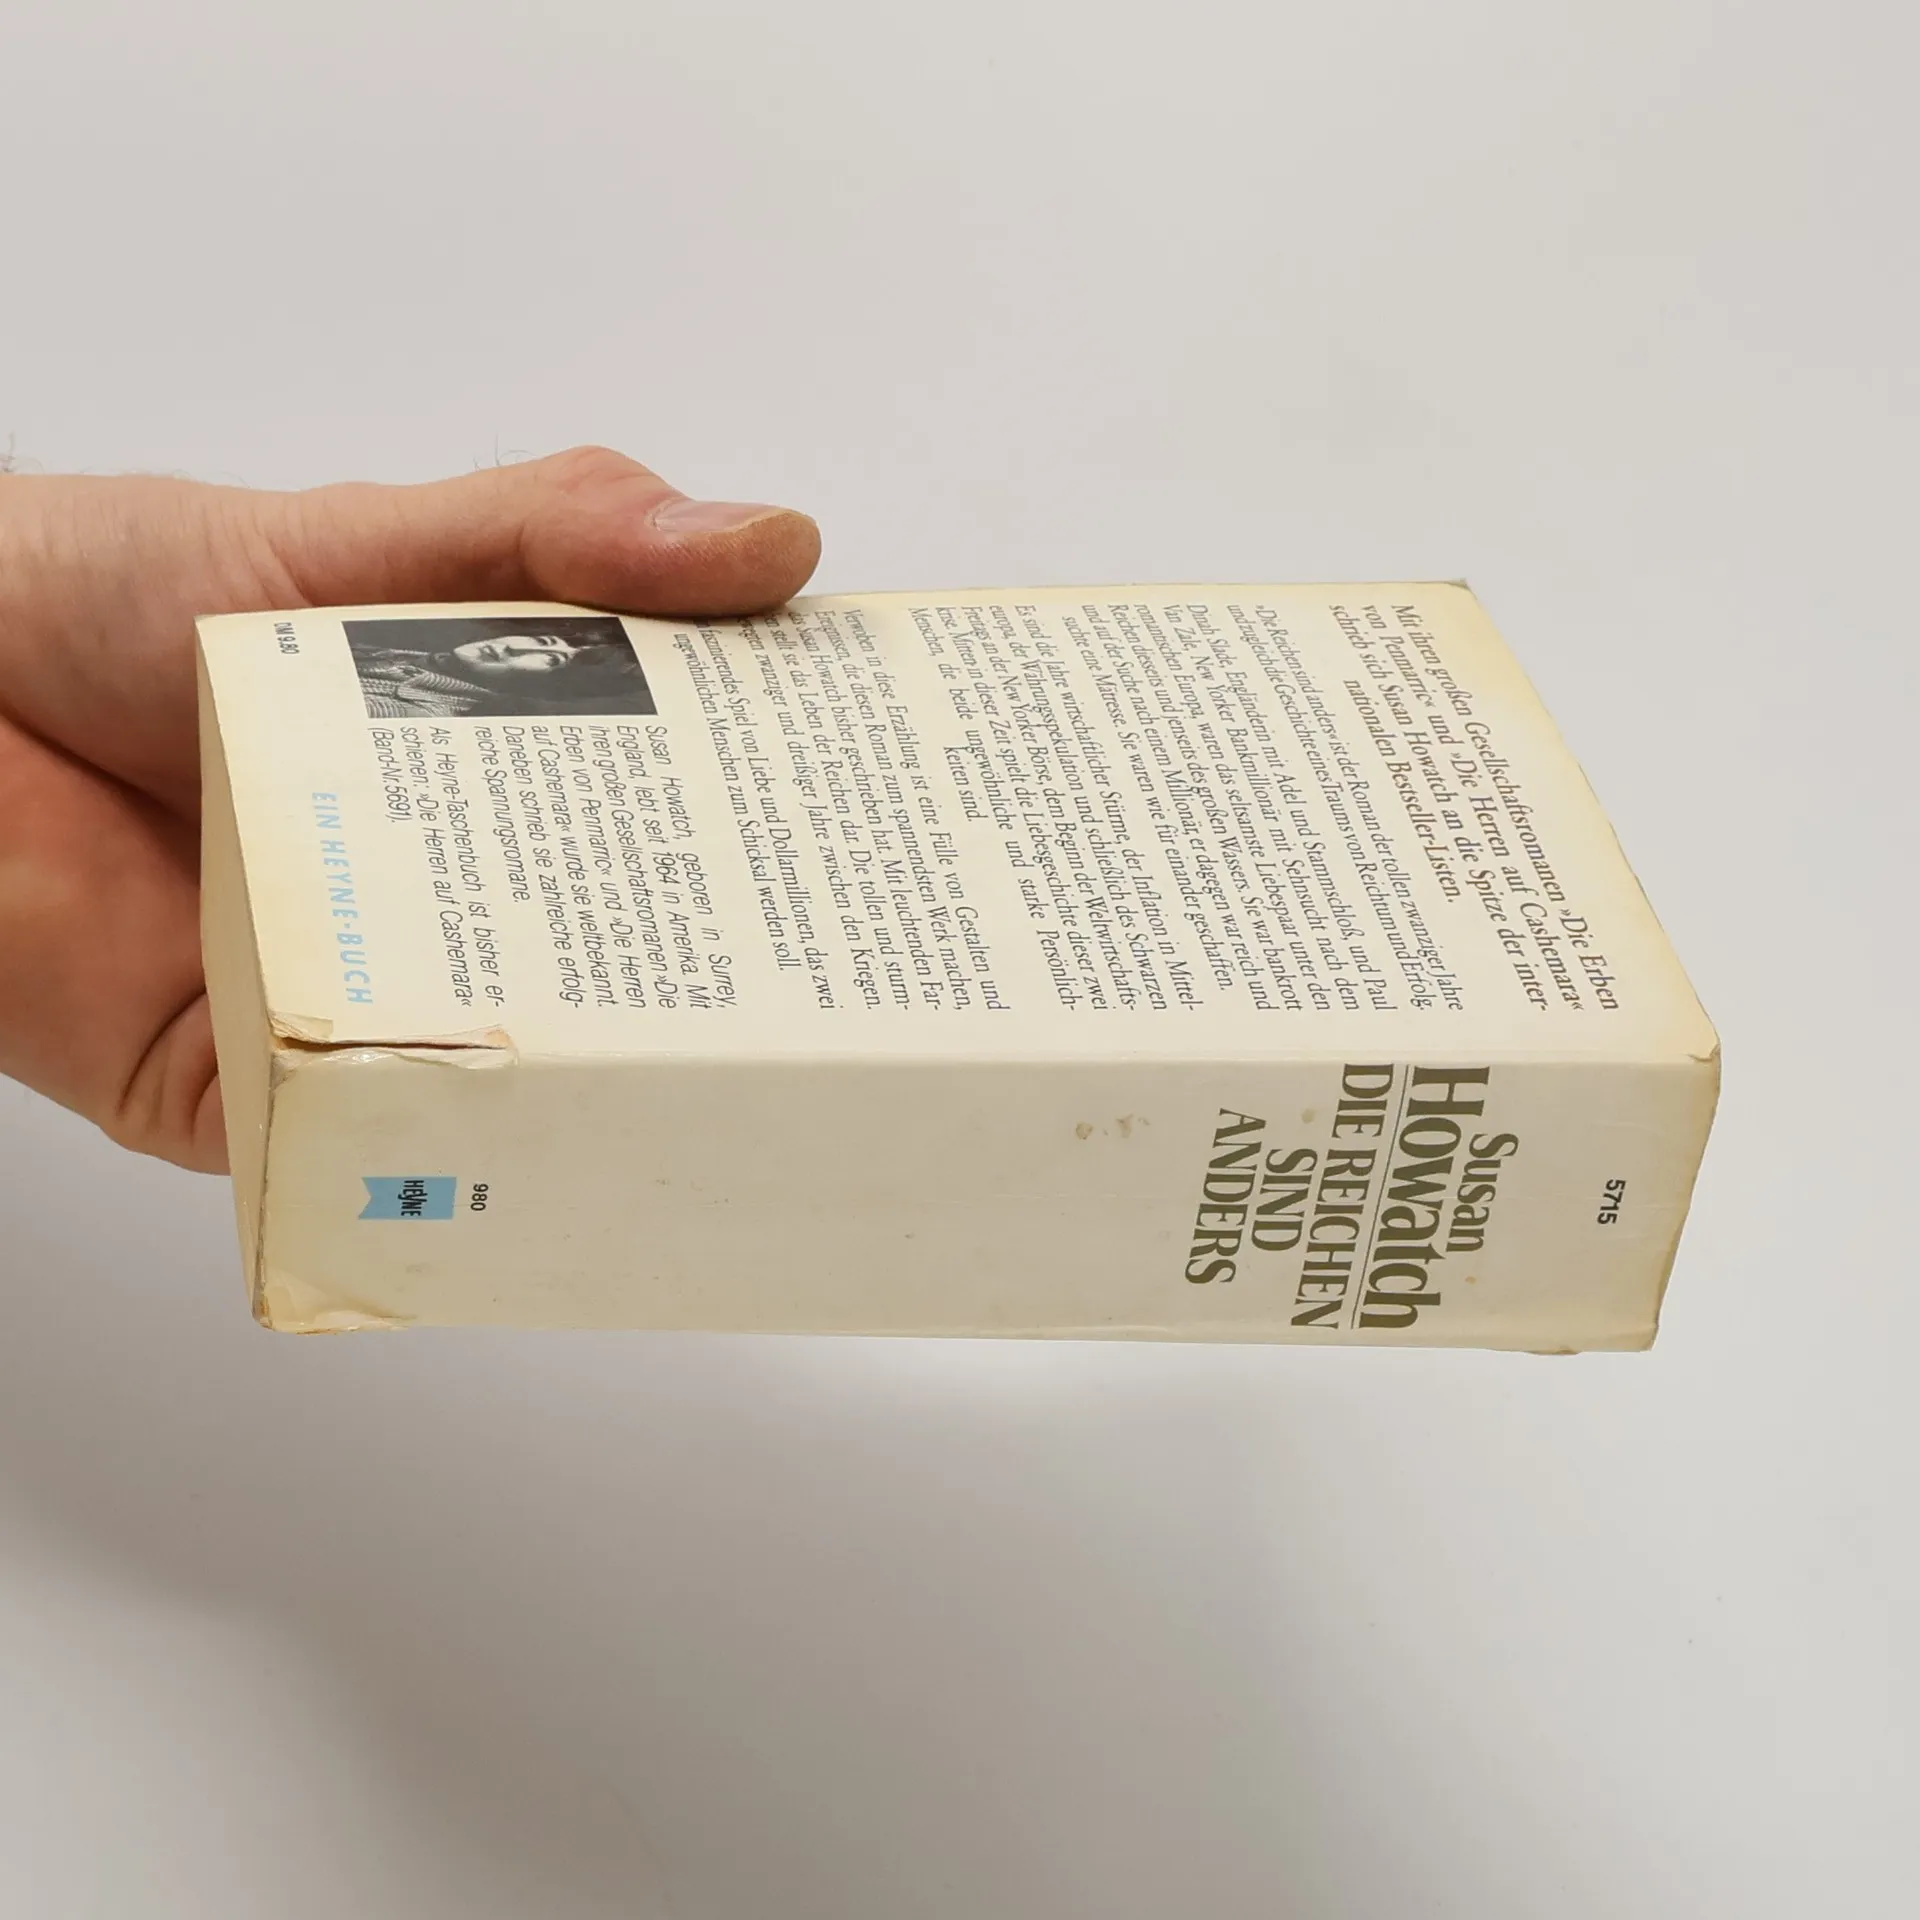 Mit ihren großen Gesellschaftsromanen »Die Erben
von Penmarric« und »Die Herren auf Cashemara«
schrieb sich Susan Howatch an die Spitze der inter-
nationalen Bestseller-Listen.
»Die Reichen sind anders« ist der Roman der tollen zwanziger Jahre
und zugleich die Geschichte eines Traums von Reichtum und Erfolg.
Dinah Slade, Engländerin mit Adel und Stammschloß, und Paul
Van Zale, New Yorker Bankmillionär mit Sehnsucht nach dem
romantischen Europa, waren das seltsamste Liebespaar unter den
Reichen diesseits und jenseits des großen Wassers. Sie war bankrott
und auf der Suche nach einem Millionär, er dagegen war reich und
suchte eine Mätresse. Sie waren wie für einander geschaffen.
Es sind die Jahre wirtschaftlicher Stürme, der Inflation in Mittel-
europa, der Währungsspekulation und schließlich des Schwarzen
Freitags an der New Yorker Börse, dem Beginn der Weltwirtschafts-
krise. Mitten in dieser Zeit spielt die Liebesgeschichte dieser zwei
Menschen, die beide ungewöhnliche und starke Persönlich-
keiten sind.
Verwoben in diese Erzählung ist eine Fülle von Gestalten und
Ereignissen, die diesen Roman zum spannendsten Werk machen,
das Susan Howatch bisher geschrieben hat. Mit leuchtenden Far-
ben stellt sie das Leben der Reichen dar. Die tollen und sturm-
bewegten zwanziger und dreißiger Jahre zwischen den Kriegen.
faszinierendes Spiel von Liebe und Dollarmillionen, das zwei
ungewöhnlichen Menschen zum Schicksal werden soll.
Susan Howatch, geboren in Surrey,
England, lebt seit 1964 in Amerika. Mit
ihren großen Gesellschaftsromanen »Die
Erben von Penmarric« und »Die Herren
auf Cashemara« wurde sie weltbekannt.
Daneben schrieb sie zahlreiche erfolg-
reiche Spannungsromane.
Als Heyne-Taschenbuch ist bisher er-
schienen: »Die Herren auf Cashemara«
(Band-Nr. 5691).
EIN HEYNE-BUCH
DM 9.80
5715
Susan
Howatch
DIE REICHEN
SIND
ANDERS
980
HEYNE